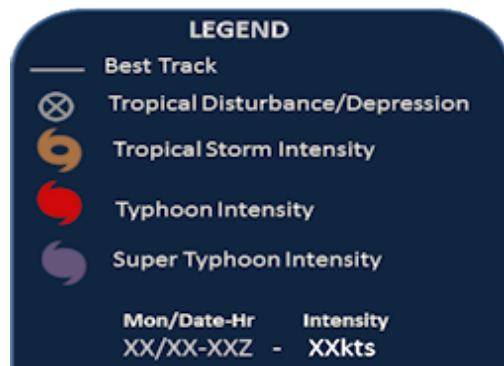 LEGEND
Best Track
Tropical Disturbance/Depression
Tropical Storm Intensity
Typhoon Intensity
Super Typhoon Intensity
Mon/Date-Hr Intensity
XX/XX-XXZ - XXkts